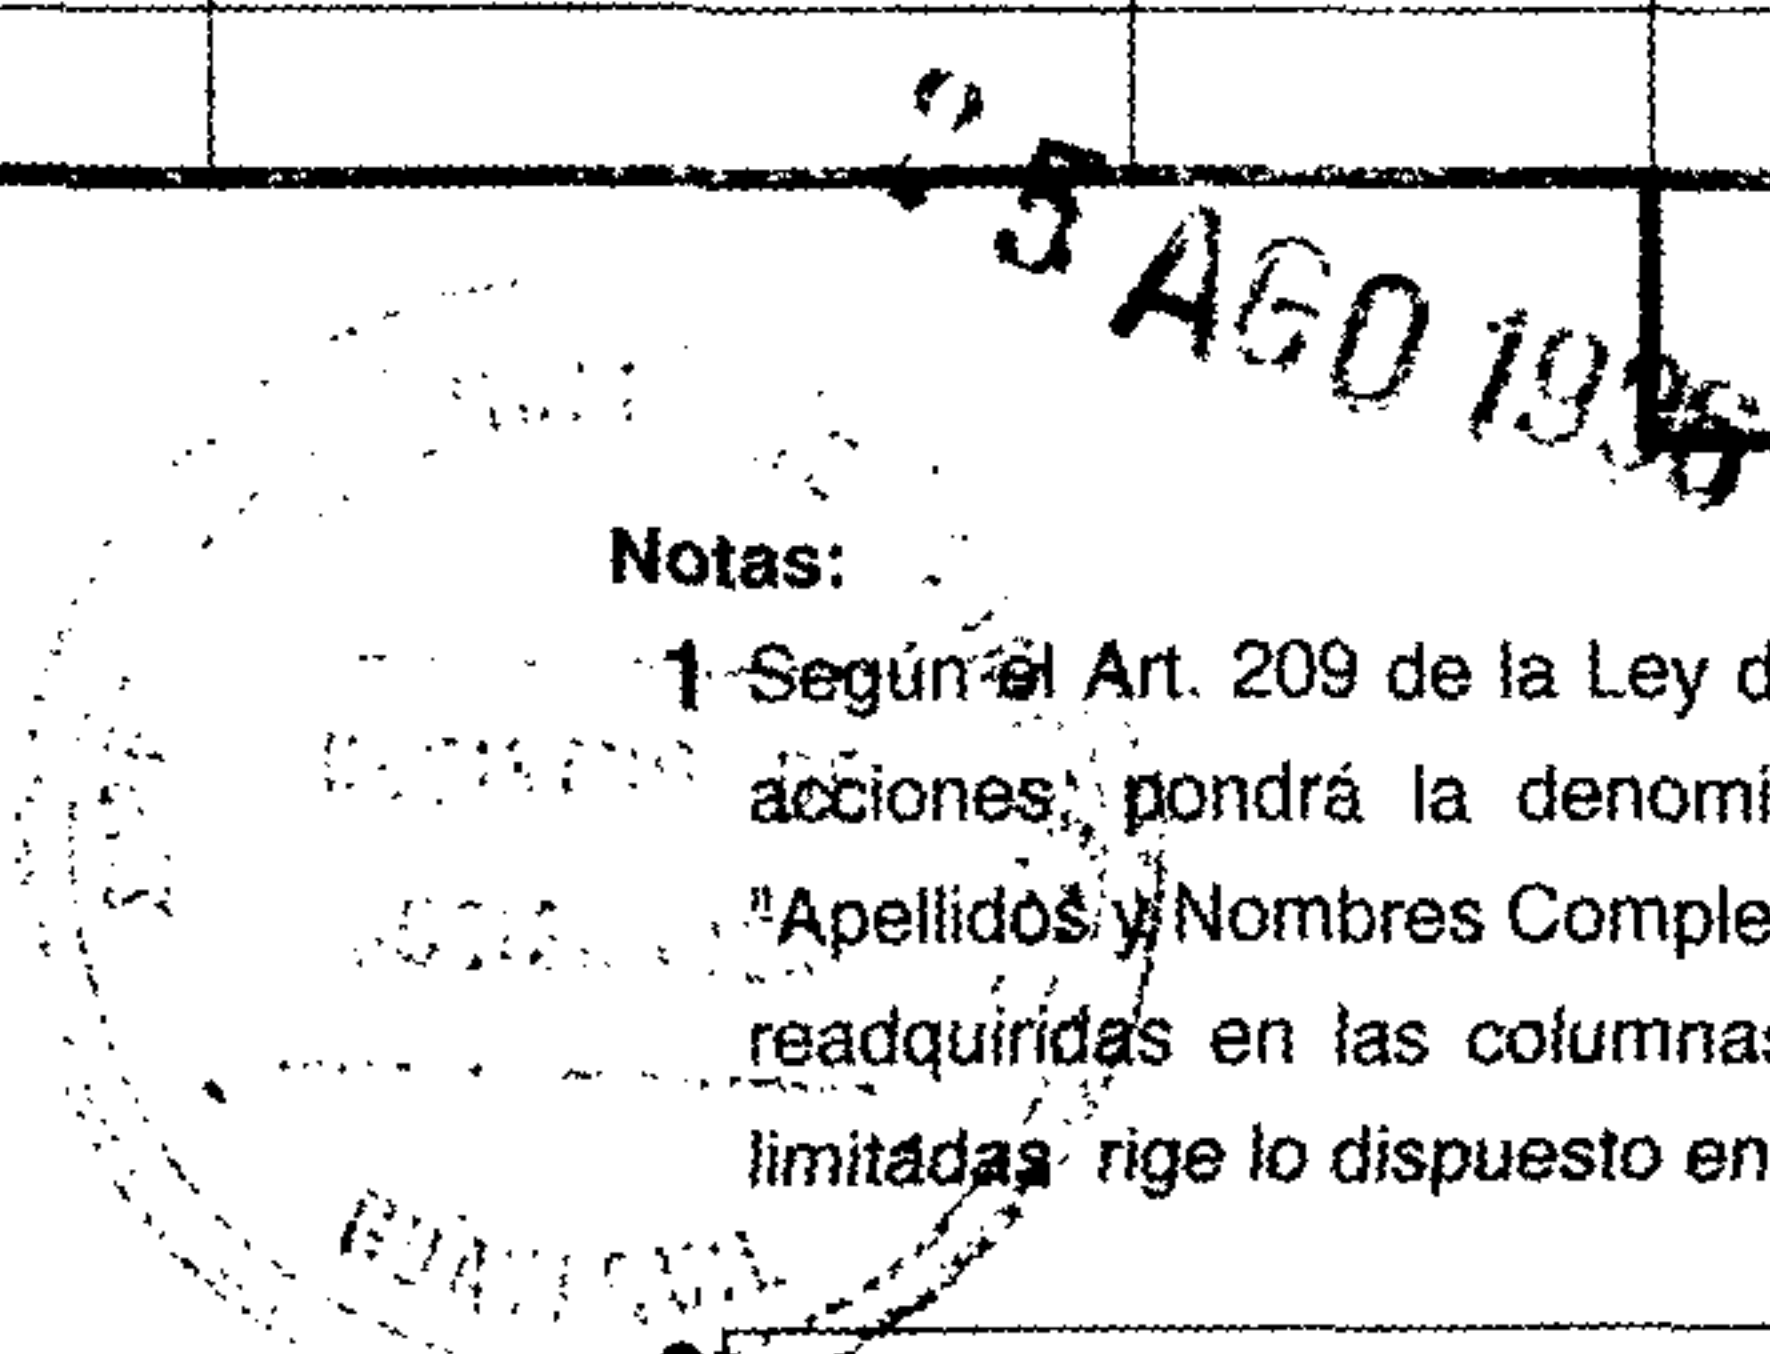 3 AGO 1996
Notas:
1 Según el Art. 209 de la Ley d
acciones, pondrá la denomi
"Apellidos y Nombres Comple
readquiridas en las columnas
limitadas rige lo dispuesto en